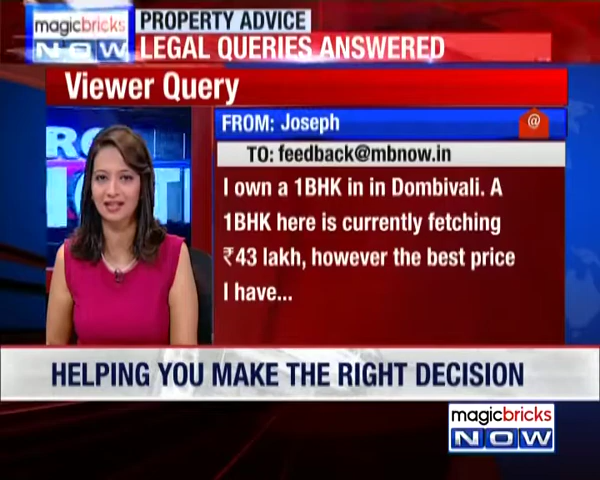 magicbricks
NOW
PROPERTY ADVICE
LEGAL QUERIES ANSWERED
Viewer Query
FROM: Joseph
@
TO: feedback@mbnow.in
I own a 1BHK in in Dombivali. A
1BHK here is currently fetching
₹43 lakh, however the best price
I have...
HELPING YOU MAKE THE RIGHT DECISION
magicbricks
NOW